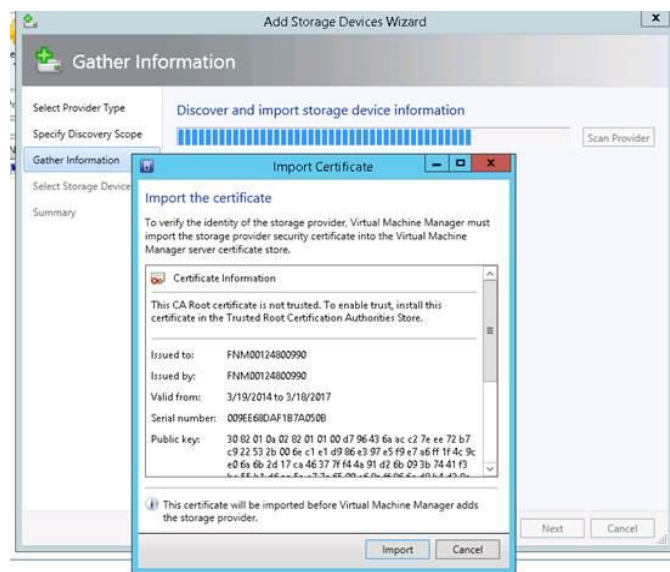 Add Storage Devices Wizard
x
Gather Information
Select Provider Type
Specify Discovery Scope
Gather Information
Select Storage Device
Summary
Discover and import storage device information
Scan Provider
Import Certificate
Import the certificate
To verify the identity of the storage provider, Virtual Machine Manager must
import the storage provider security certificate into the Virtual Machine
Manager server certificate store.
Certificate Information
This CA Root certificate is not trusted. To enable trust, install this
certificate in the Trusted Root Certification Authorities Store.
Issued to: FNM00124800990
Issued by: FNM00124800990
Valid from: 3/19/2014 to 3/18/2017
Serial number: 009EE68DAF1B7A050B
Public key: 30 82 01 0a 02 82 01 01 00 d7 96 43 6a ac c2 7e ee 72 b7
c9 22 53 2b 00 6e c1 e1 d9 86 e3 97 e5 f9 e7 a6 ff 1f 4c 9c
e0 6a 6b 2d 17 ca 46 37 7f f4 4a 91 d2 6b 09 3b 74 41 f3
This certificate will be imported before Virtual Machine Manager adds
the storage provider.
Import Cancel
Next Cancel